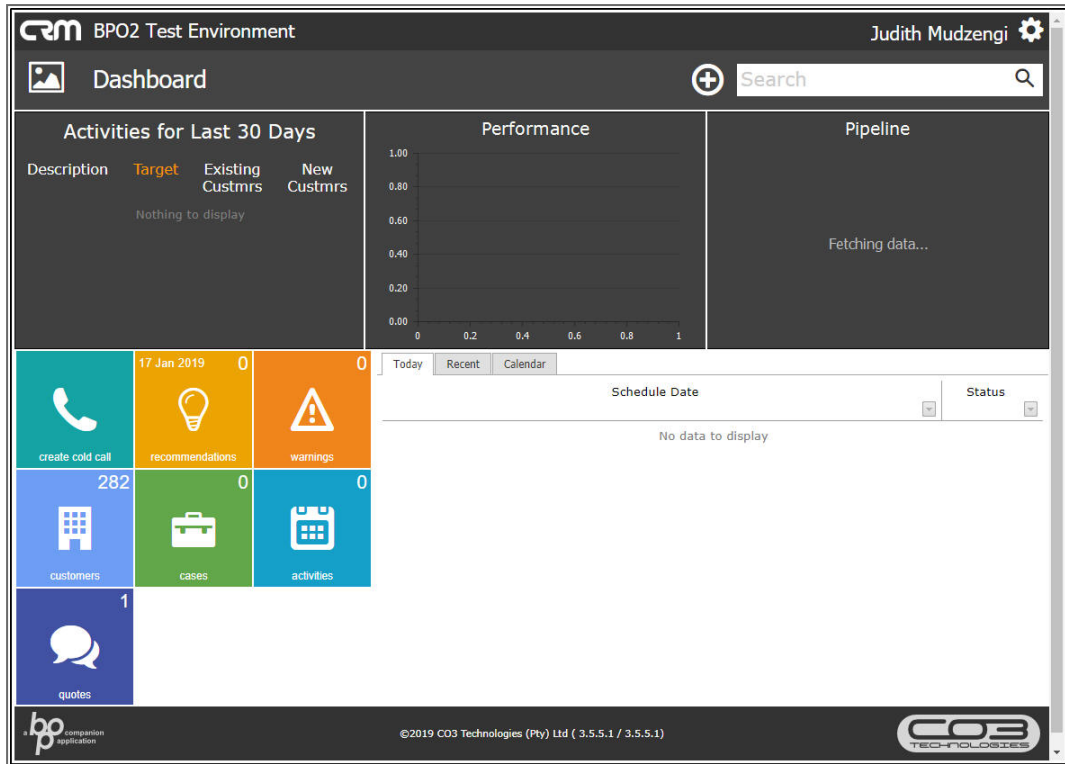 CRM BPO2 Test Environment
Judith Mudzengi
Dashboard
Search
Activities for Last 30 Days
Description Target Existing Custmrs New Custmrs
Nothing to display
Performance
1.00
0.80
0.60
0.40
0.20
0.00
0 0.2 0.4 0.6 0.8 1
Pipeline
Fetching data...
create cold call
17 Jan 2019 0
recommendations
0
warnings
282
customers
0
cases
0
activities
1
quotes
Today Recent Calendar
Schedule Date Status
No data to display
a bpo companion application
©2019 CO3 Technologies (Pty) Ltd ( 3.5.5.1 / 3.5.5.1)
CO3
TECHNOLOGIES